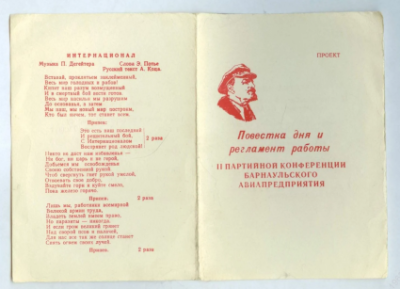 ИНТЕРНАЦИОНАЛ
Музыка П. Дегейтера
Слова Э. Потье
Русский текст А. Коца.
Вставай, проклятьем заклейменный,
Весь мир голодных и рабов!
Кипит наш разум возмущенный
И в смертный бой вести готов.
Весь мир насилья мы разрушим
До основанья, а затем
Мы наш, мы новый мир построим,
Кто был ничем, тот станет всем.
Припев:
Это есть наш последний
И решительный бой.
С Интернационалом
Воспрянет род людской!
2 раза
Никто не даст нам избавленья —
Ни бог, ни царь и не герой.
Добьемся мы освобожденья
Своею собственной рукой.
Чтоб свергнуть гнет рукой умелой,
Отвоевать свое добро,
Вздувайте горн и куйте смело,
Пока железо горячо.
Припев.
2 раза
Лишь мы, работники всемирной
Великой армии труда,
Владеть землей имеем право,
Но паразиты — никогда.
И если гром великий грянет
Над сворой псов и палачей,
Для нас все так же солнце станет
Сиять огнем своих лучей.
Припев.
2 раза
ПРОЕКТ
Повестка дня и
регламент работы
II ПАРТИЙНОЙ КОНФЕРЕНЦИИ
БАРНАУЛЬСКОГО
АВИАПРЕДПРИЯТИЯ